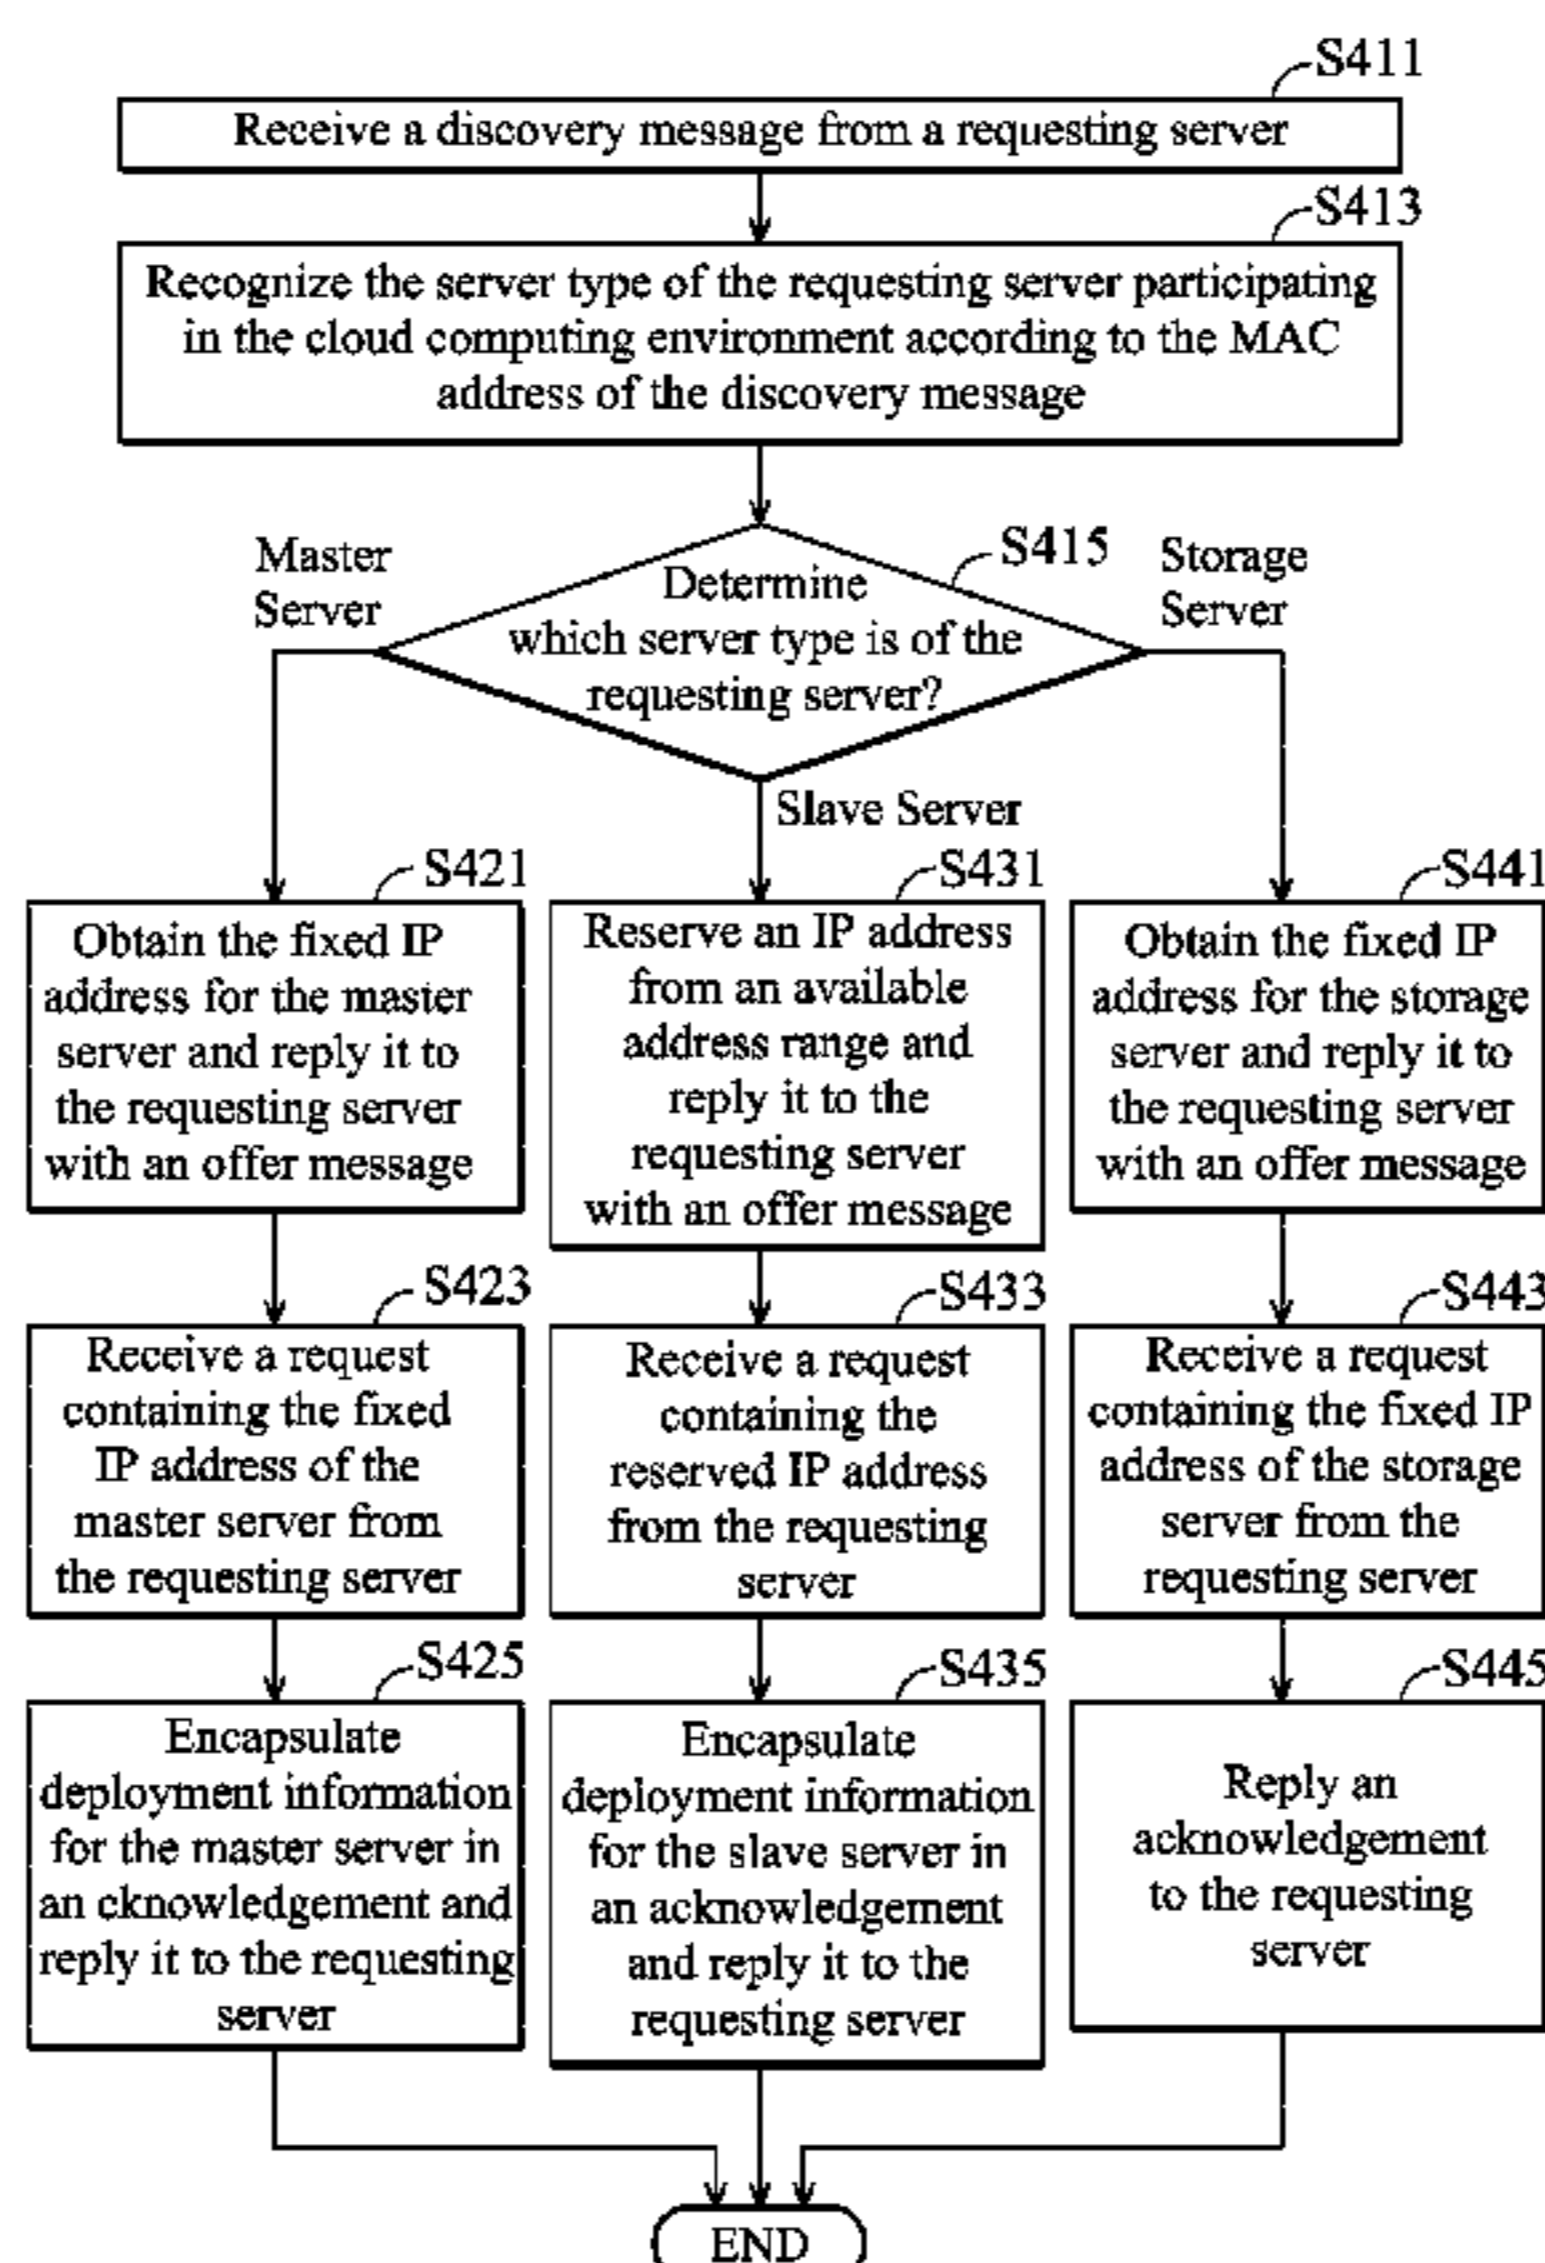 S411
Receive a discovery message from a requesting server
S413
Recognize the server type of the requesting server participating
in the cloud computing environment according to the MAC
address of the discovery message
S415
Determine
which server type is of the
requesting server?
Master
Server
Slave Server
Storage
Server
S421
Obtain the fixed IP
address for the master
server and reply it to
the requesting server
with an offer message
S423
Receive a request
containing the fixed
IP address of the
master server from
the requesting server
S425
Encapsulate
deployment information
for the master server in
an cknowledgement and
reply it to the requesting
server
S431
Reserve an IP address
from an available
address range and
reply it to the
requesting server
with an offer message
S433
Receive a request
containing the
reserved IP address
from the requesting
server
S435
Encapsulate
deployment information
for the slave server in
an acknowledgement
and reply it to the
requesting server
S441
Obtain the fixed IP
address for the storage
server and reply it to
the requesting server
with an offer message
S443
Receive a request
containing the fixed IP
address of the storage
server from the
requesting server
S445
Reply an
acknowledgement
to the requesting
server
END